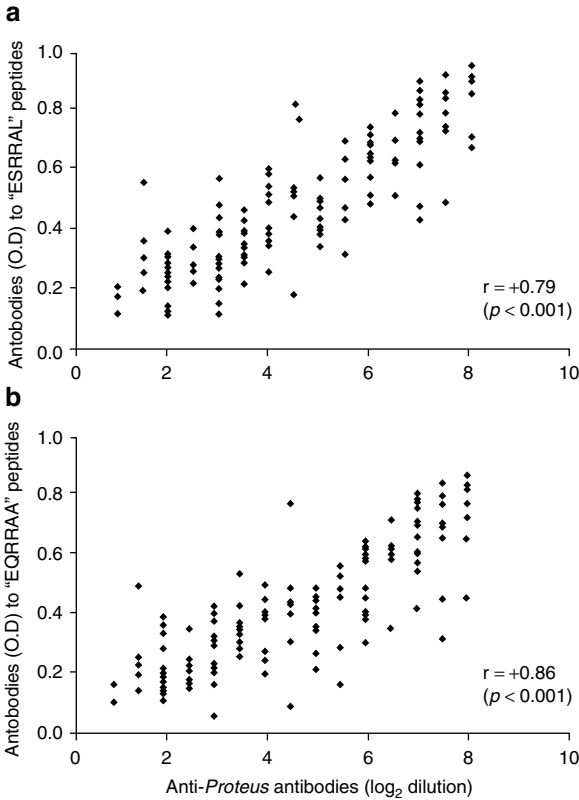 a
Antobodies (O.D) to “ESRRAL” peptides
1.0
0.8
0.6
0.4
0.2
0.0
0
2
4
6
8
10
r = +0.79
(p < 0.001)
b
Antobodies (O.D) to “EQRRAA” peptides
1.0
0.8
0.6
0.4
0.2
0.0
0
2
4
6
8
10
r = +0.86
(p < 0.001)
Anti-Proteus antibodies (log₂ dilution)